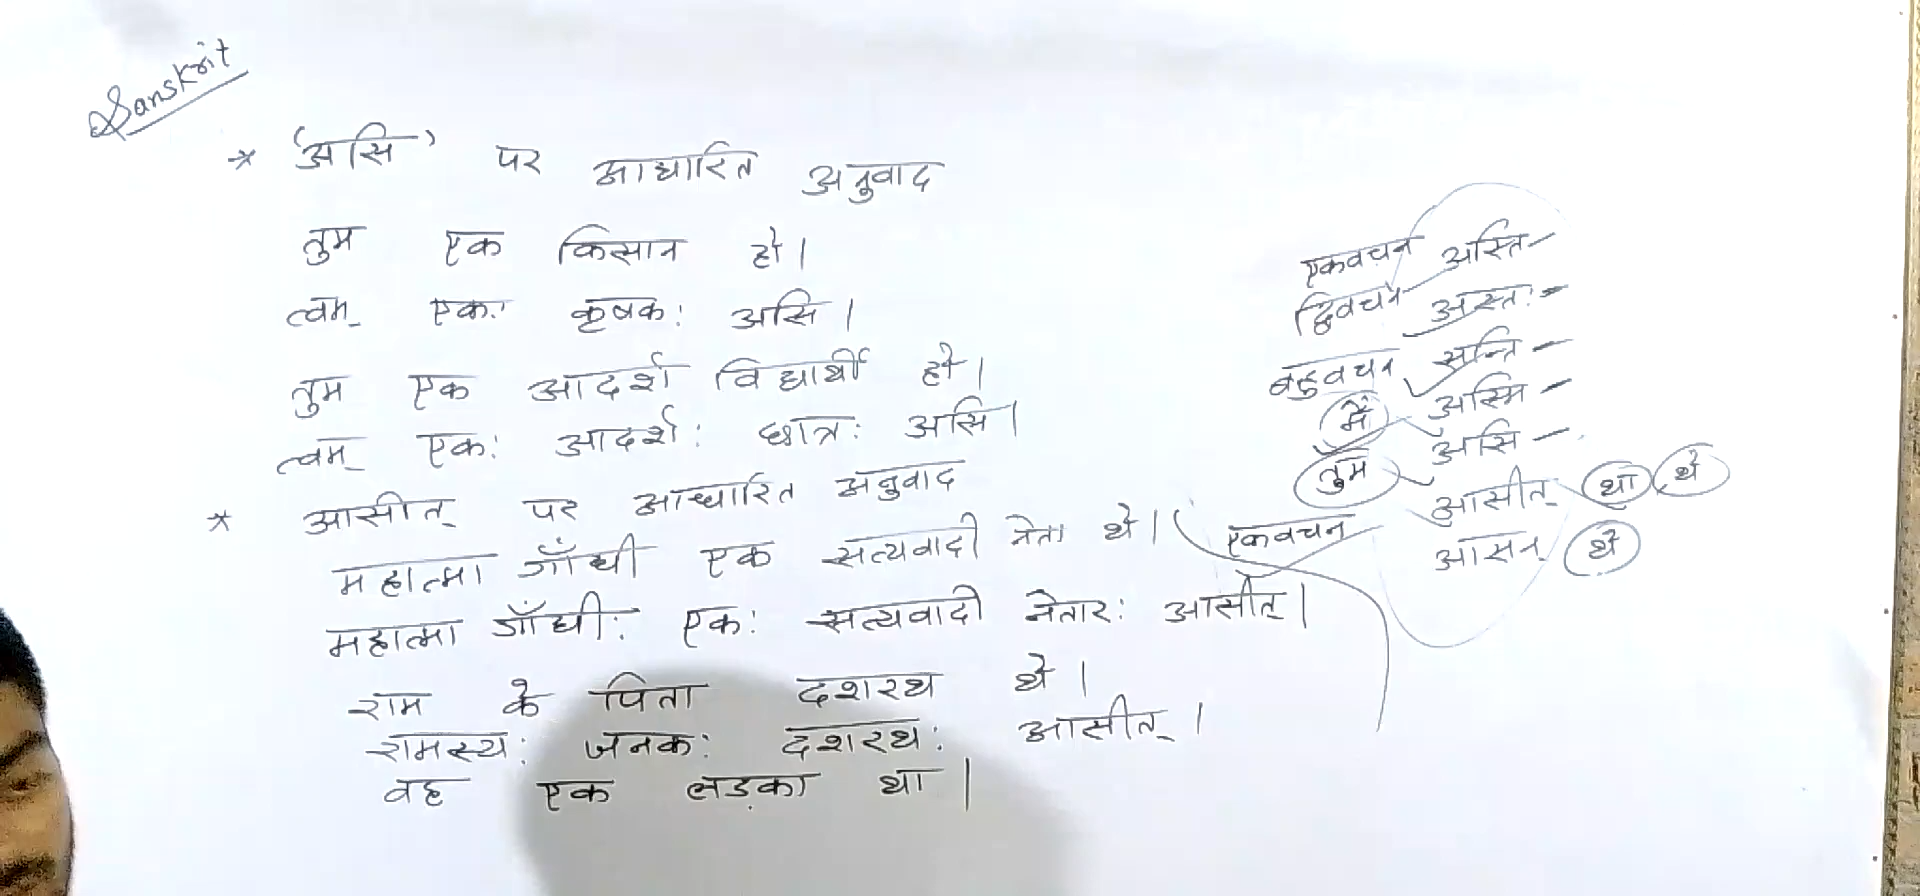 Sanskrit
* 'असि' पर आधारित अनुवाद
तुम एक किसान हो।
त्वम् एकः कृषकः असि।
तुम एक आदर्श विद्यार्थी हो।
त्वम् एकः आदर्शः छात्रः असि।
* आसीत् पर आधारित अनुवाद
महात्मा गाँधी एक सत्यवादी नेता थे।
महात्मा गाँधीः एकः सत्यवादी नेतारः आसीत्।
राम के पिता दशरथ थे।
रामस्यः जनकः दशरथः आसीत्।
वह एक लड़का था।
एकवचन अस्ति
द्विवचन अस्तः
बहुवचन सन्ति
मैं अस्मि
तुम असि
एकवचन आसीत् था थे
आसन् थे